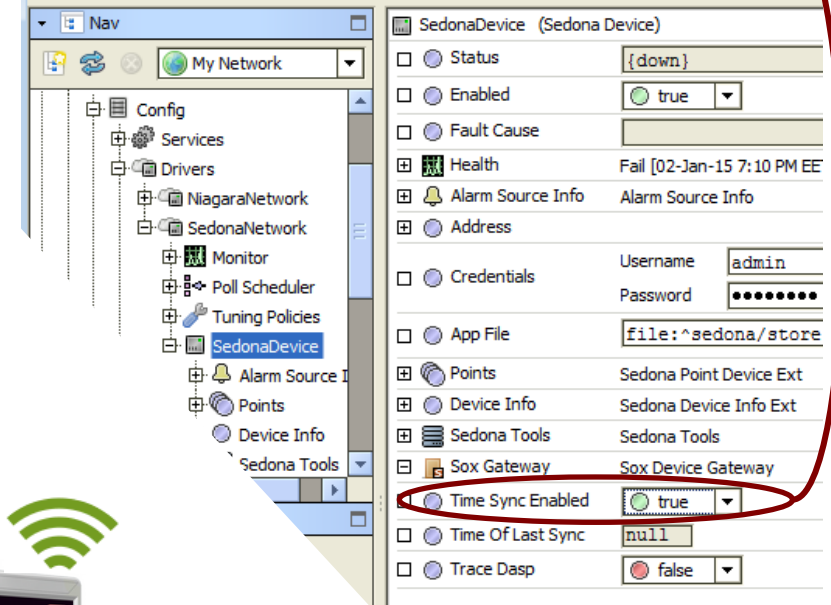 Nav
My Network
Config
Services
Drivers
NiagaraNetwork
SedonaNetwork
Monitor
Poll Scheduler
Tuning Policies
SedonaDevice
Alarm Source I
Points
Device Info
Sedona Tools
SedonaDevice (Sedona Device)
Status {down}
Enabled true
Fault Cause
Health Fail [02-Jan-15 7:10 PM EET
Alarm Source Info Alarm Source Info
Address
Credentials Username admin
Password ●●●●●●●●
App File file:^sedona/store
Points Sedona Point Device Ext
Device Info Sedona Device Info Ext
Sedona Tools Sedona Tools
Sox Gateway Sox Device Gateway
Time Sync Enabled true
Time Of Last Sync null
Trace Dasp false